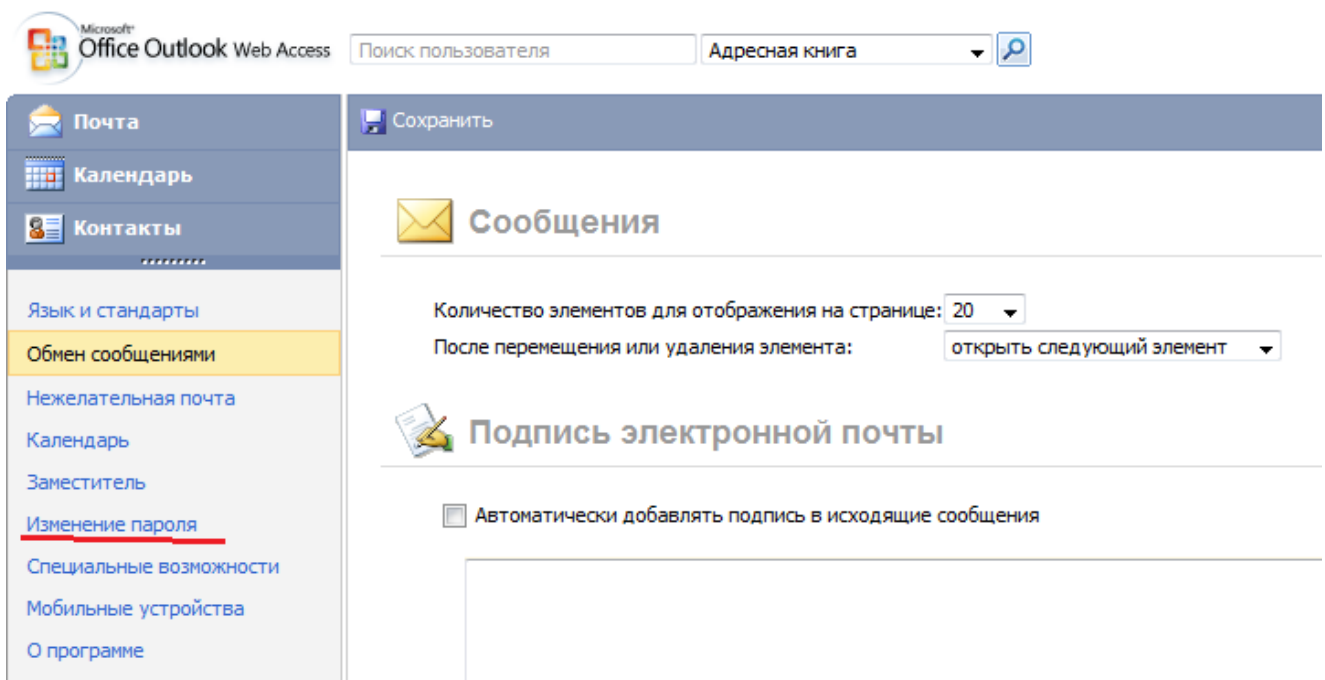 Microsoft®
Office Outlook Web Access
Поиск пользователя
Адресная книга
Почта
Календарь
Контакты
Язык и стандарты
Обмен сообщениями
Нежелательная почта
Календарь
Заместитель
Изменение пароля
Специальные возможности
Мобильные устройства
О программе
Сохранить
Сообщения
Количество элементов для отображения на странице: 20
После перемещения или удаления элемента: открыть следующий элемент
Подпись электронной почты
Автоматически добавлять подпись в исходящие сообщения